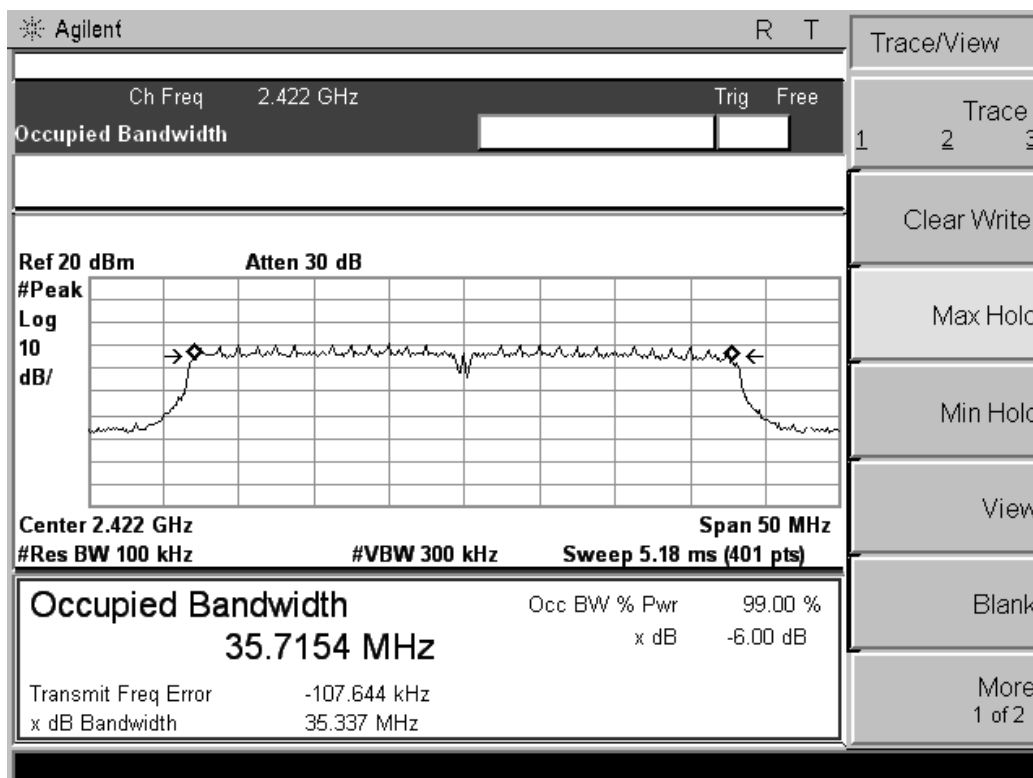 Agilent R T
Ch Freq 2.422 GHz Trig Free
Occupied Bandwidth
Ref 20 dBm Atten 30 dB
#Peak
Log
10
dB/
Center 2.422 GHz Span 50 MHz
#Res BW 100 kHz #VBW 300 kHz Sweep 5.18 ms (401 pts)
Occupied Bandwidth
35.7154 MHz
Occ BW % Pwr 99.00 %
x dB -6.00 dB
Transmit Freq Error -107.644 kHz
x dB Bandwidth 35.337 MHz
Trace/View
Trace
1 2 3
Clear Write
Max Hold
Min Hold
View
Blank
More
1 of 2